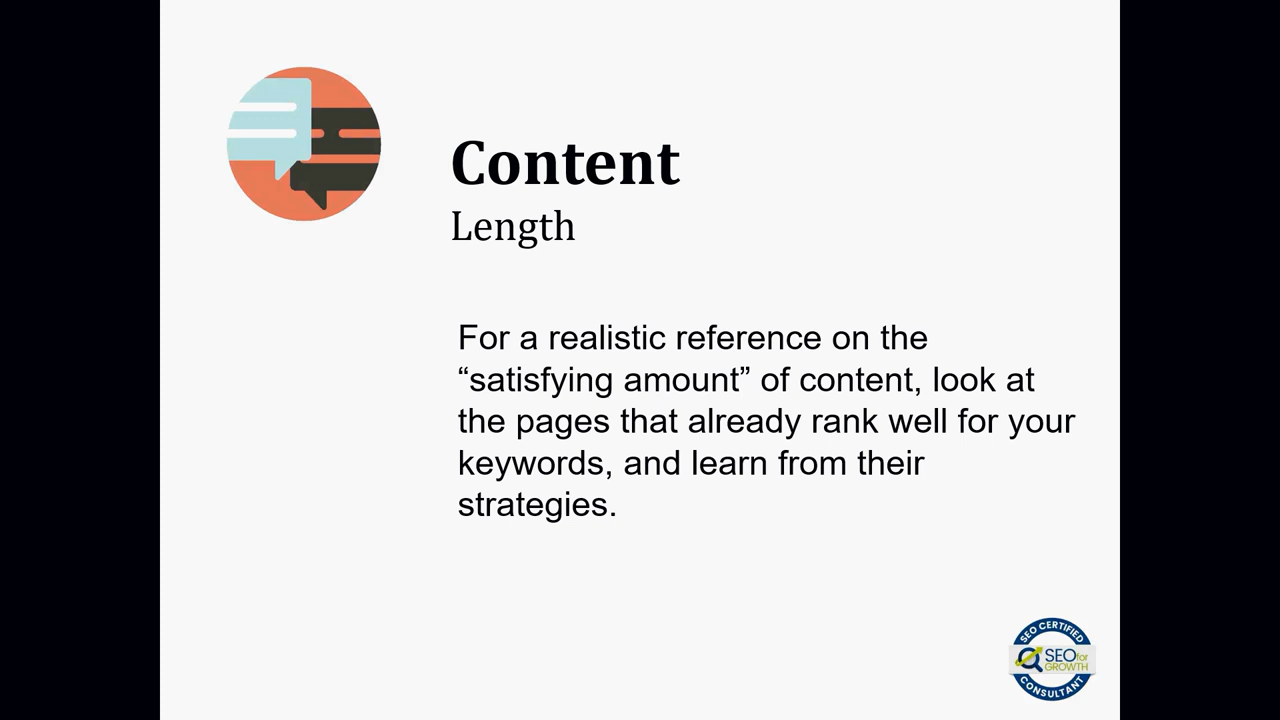 Content
Length
For a realistic reference on the
“satisfying amount” of content, look at
the pages that already rank well for your
keywords, and learn from their
strategies.
SEO CERTIFIED
SEO for
GROWTH
CONSULTANT